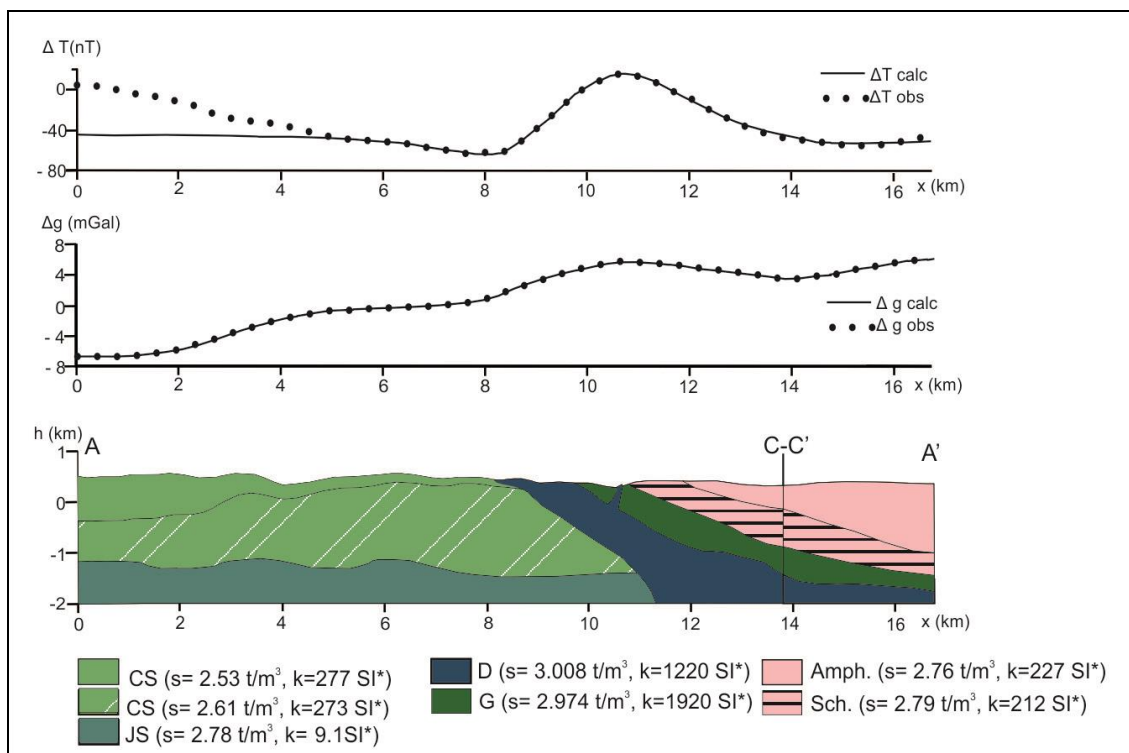 Δ T(nT)
0
-40
- 80
ΔT calc
ΔT obs
0 2 4 6 8 10 12 14 16 x (km)
Δg (mGal)
8
4
0
- 4
- 8
Δ g calc
Δ g obs
0 2 4 6 8 10 12 14 16 x (km)
h (km)
A C-C' A'
1
0
-1
-2
0 2 4 6 8 10 12 14 16 x (km)
CS (s= 2.53 t/m³, k=277 SI*)
CS (s= 2.61 t/m³, k=273 SI*)
JS (s= 2.78 t/m³, k= 9.1SI*)
D (s= 3.008 t/m³, k=1220 SI*)
G (s= 2.974 t/m³, k=1920 SI*)
Amph. (s= 2.76 t/m³, k=227 SI*)
Sch. (s= 2.79 t/m³, k=212 SI*)